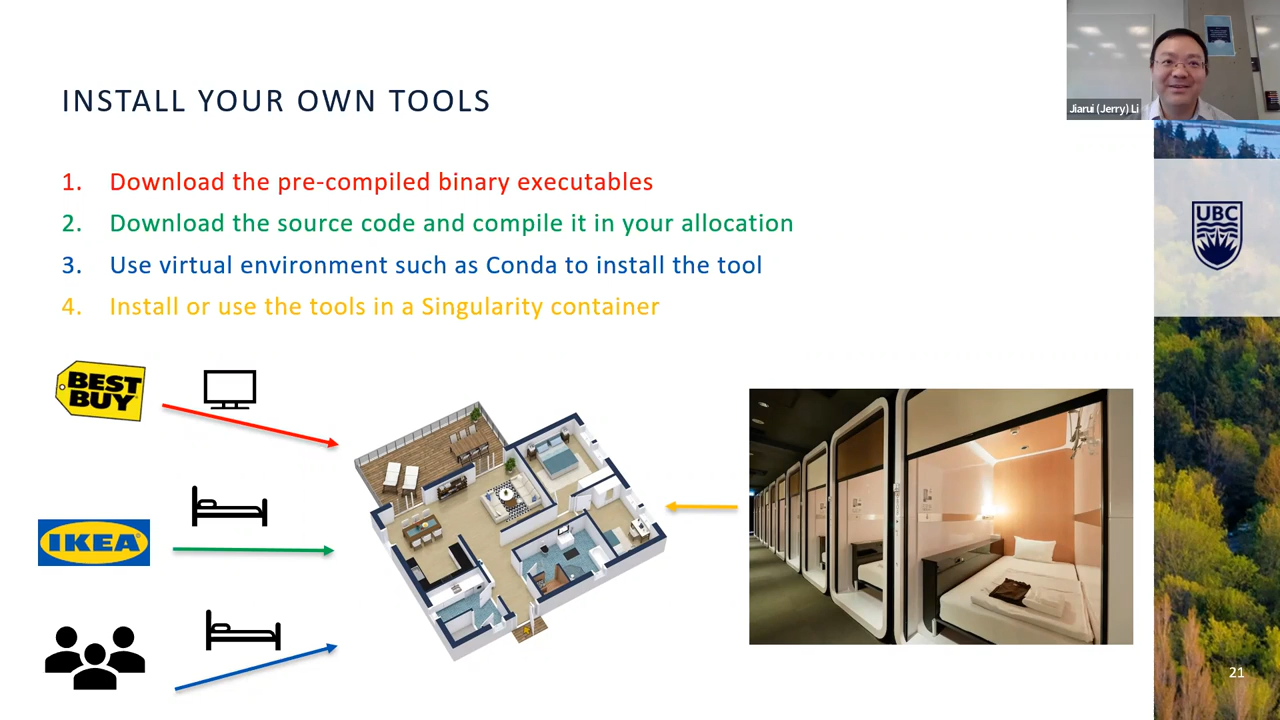 INSTALL YOUR OWN TOOLS
1. Download the pre-compiled binary executables
2. Download the source code and compile it in your allocation
3. Use virtual environment such as Conda to install the tool
4. Install or use the tools in a Singularity container
BEST
BUY
IKEA
Jiarui (Jerry) Li
UBC
21